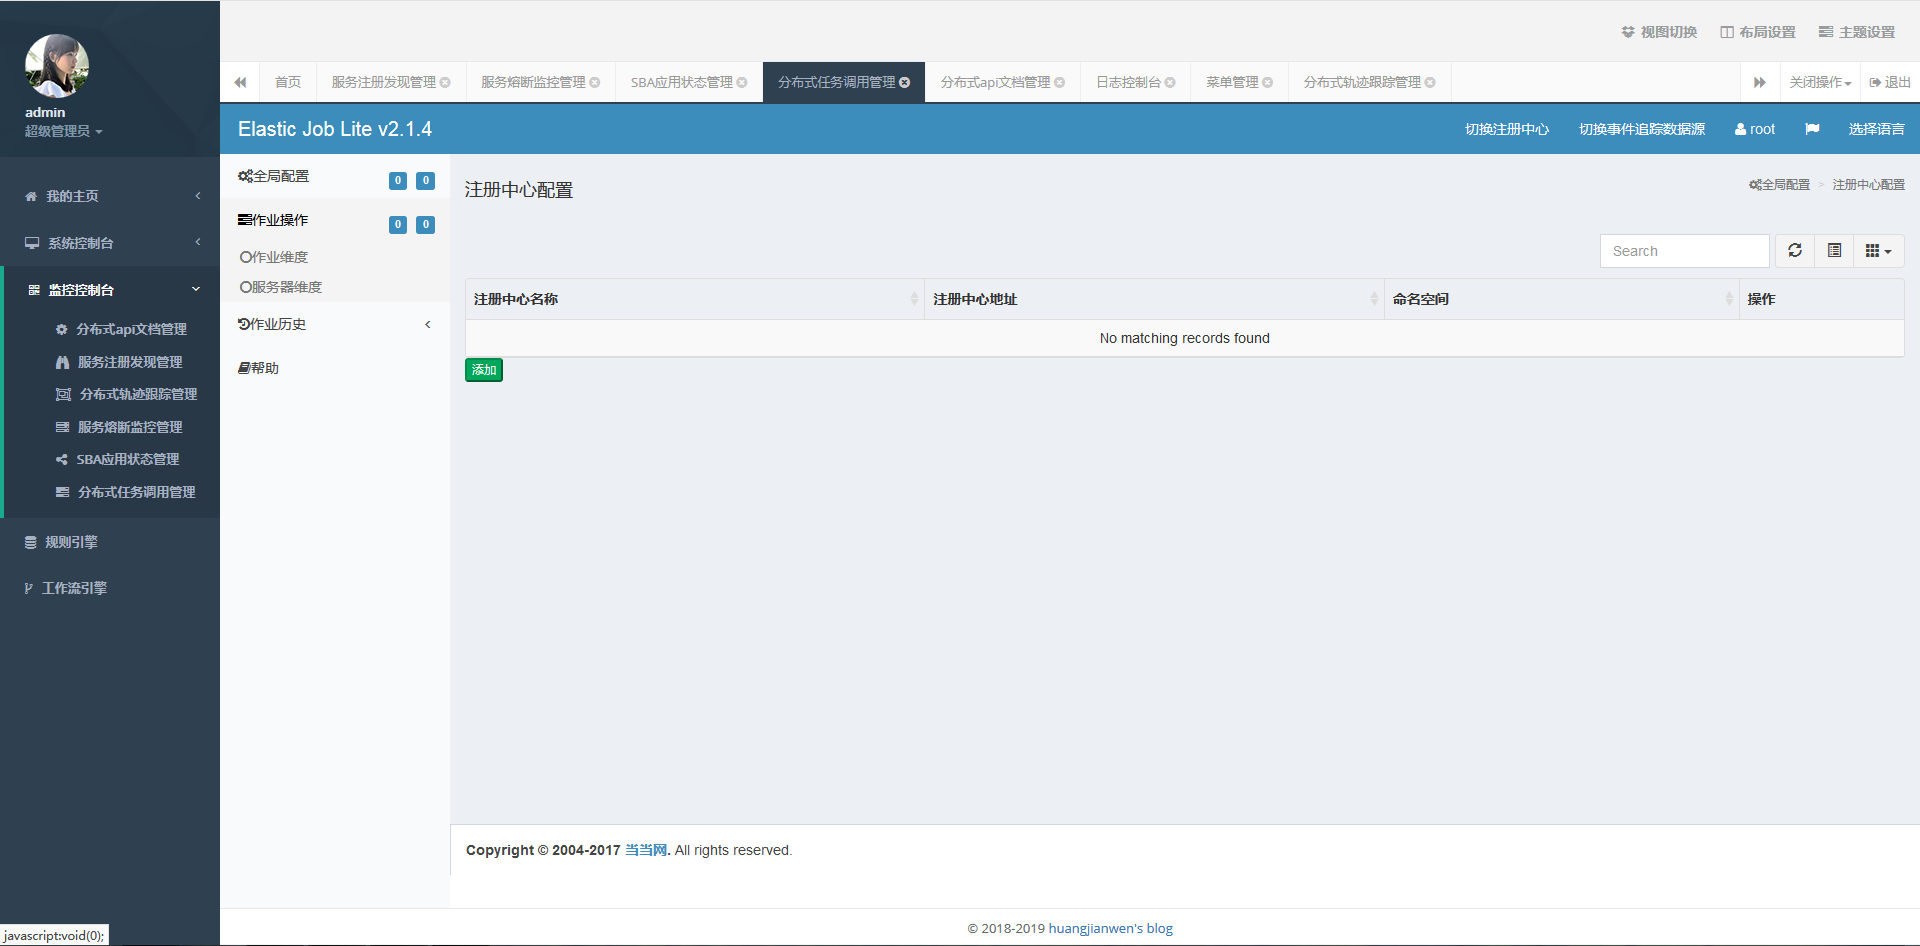 视图切换 布局设置 主题设置
首页 服务注册发现管理 服务熔断监控管理 SBA应用状态管理 分布式任务调用管理 分布式api文档管理 日志控制台 菜单管理 分布式轨迹跟踪管理 关闭操作 退出
admin
超级管理员
我的主页
系统控制台
监控控制台
分布式api文档管理
服务注册发现管理
分布式轨迹跟踪管理
服务熔断监控管理
SBA应用状态管理
分布式任务调用管理
规则引擎
工作流引擎
Elastic Job Lite v2.1.4 切换注册中心 切换事件追踪数据源 root 选择语言
全局配置 0 0
作业操作 0 0
作业维度
服务器维度
作业历史
帮助
注册中心配置
全局配置 > 注册中心配置
Search
注册中心名称 注册中心地址 命名空间 操作
No matching records found
添加
Copyright © 2004-2017 当当网. All rights reserved.
© 2018-2019 huangjianwen's blog
javascript:void(0);